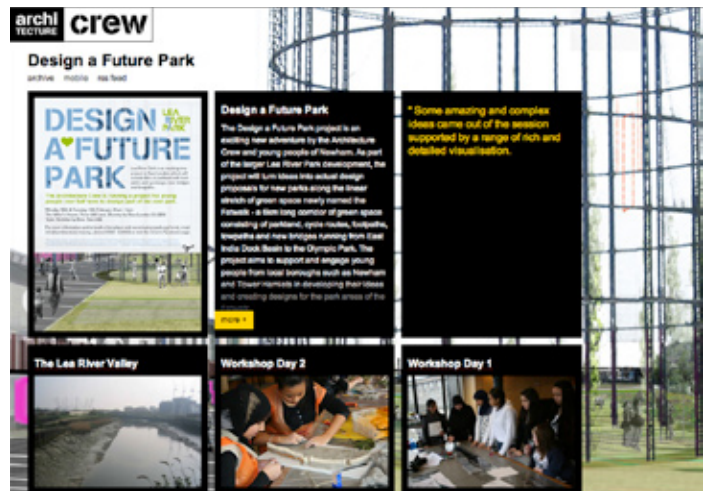 archi
TECTURE
crew
Design a Future Park
archive mobile rss feed
DESIGN
A FUTURE
PARK
LEA
RIVER
PARK
Design a Future Park
The Design a Future Park project is an
exciting new adventure by the Architecture
Crew and young people of Newham. As part
of the larger Lea River Park development, the
project will turn ideas into actual design
proposals for new parks along the linear
stretch of green space newly named the
Fatwalk - a 6km long corridor of green space
consisting of parkland, cycle routes, footpaths,
towpaths and new bridges running from East
India Dock Basin to the Olympic Park. The
project aims to support and engage young
people from local boroughs such as Newham
and Tower Hamlets in developing their ideas
and creating designs for the park areas of the
more +
" Some amazing and complex
ideas came out of the session
supported by a range of rich and
detailed visualisation.
The Lea River Valley
Workshop Day 2
Workshop Day 1